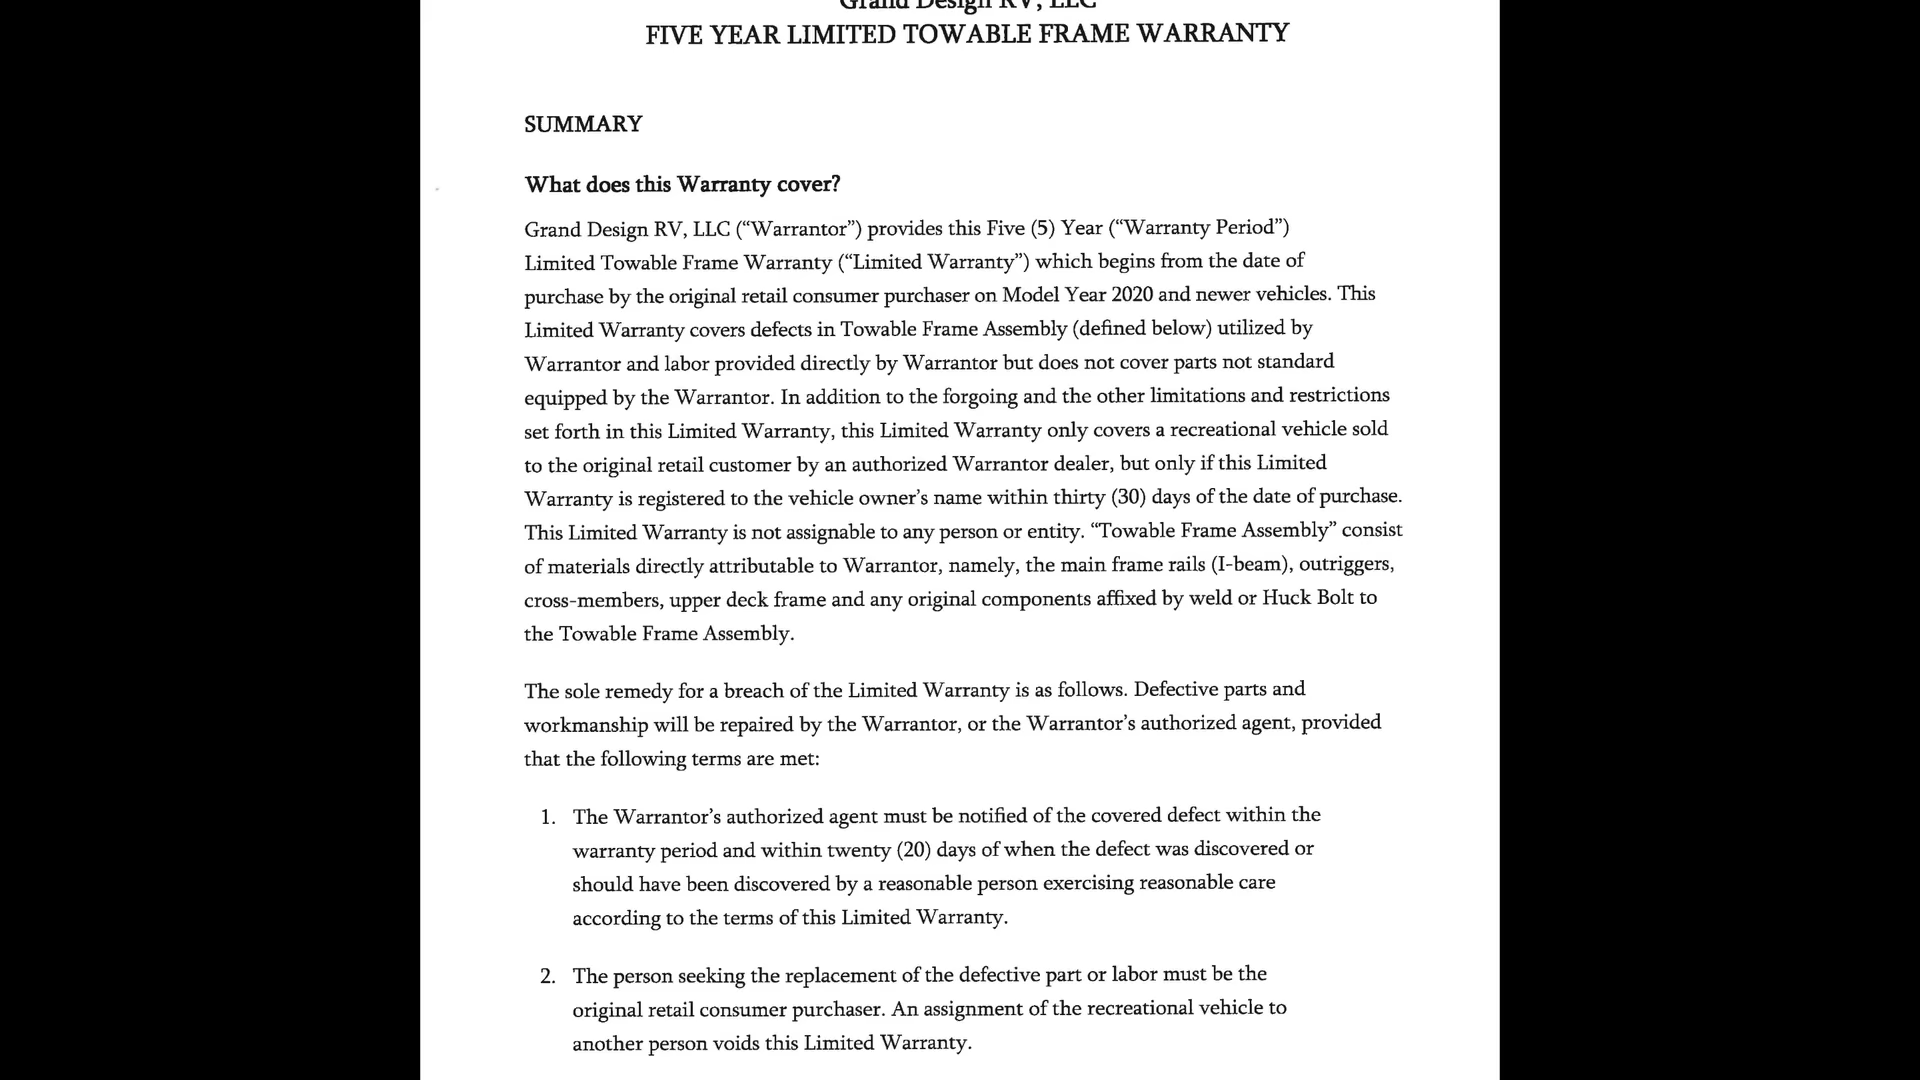 Grand Design RV, LLC
FIVE YEAR LIMITED TOWABLE FRAME WARRANTY
SUMMARY
What does this Warranty cover?
Grand Design RV, LLC (“Warrantor”) provides this Five (5) Year (“Warranty Period”)
Limited Towable Frame Warranty (“Limited Warranty”) which begins from the date of
purchase by the original retail consumer purchaser on Model Year 2020 and newer vehicles. This
Limited Warranty covers defects in Towable Frame Assembly (defined below) utilized by
Warrantor and labor provided directly by Warrantor but does not cover parts not standard
equipped by the Warrantor. In addition to the forgoing and the other limitations and restrictions
set forth in this Limited Warranty, this Limited Warranty only covers a recreational vehicle sold
to the original retail customer by an authorized Warrantor dealer, but only if this Limited
Warranty is registered to the vehicle owner’s name within thirty (30) days of the date of purchase.
This Limited Warranty is not assignable to any person or entity. “Towable Frame Assembly” consist
of materials directly attributable to Warrantor, namely, the main frame rails (I-beam), outriggers,
cross-members, upper deck frame and any original components affixed by weld or Huck Bolt to
the Towable Frame Assembly.
The sole remedy for a breach of the Limited Warranty is as follows. Defective parts and
workmanship will be repaired by the Warrantor, or the Warrantor’s authorized agent, provided
that the following terms are met:
1. The Warrantor’s authorized agent must be notified of the covered defect within the
warranty period and within twenty (20) days of when the defect was discovered or
should have been discovered by a reasonable person exercising reasonable care
according to the terms of this Limited Warranty.
2. The person seeking the replacement of the defective part or labor must be the
original retail consumer purchaser. An assignment of the recreational vehicle to
another person voids this Limited Warranty.